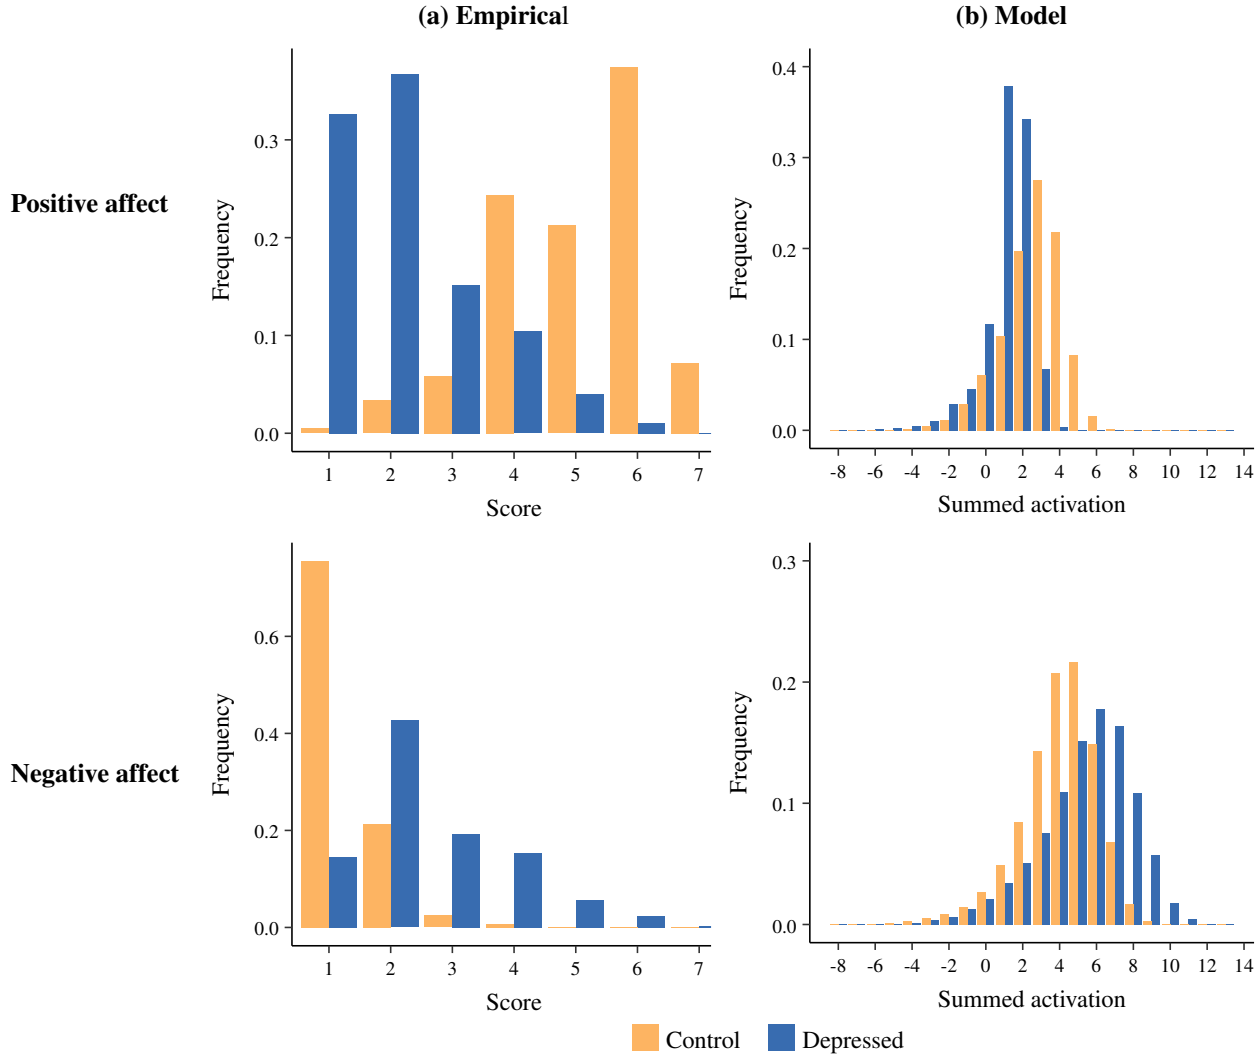 (a) Empirical
(b) Model
Positive affect
Frequency
0.3
0.2
0.1
0.0
1 2 3 4 5 6 7
Score
Frequency
0.4
0.3
0.2
0.1
0.0
-8 -6 -4 -2 0 2 4 6 8 10 12 14
Summed activation
Negative affect
Frequency
0.6
0.4
0.2
0.0
1 2 3 4 5 6 7
Score
Frequency
0.3
0.2
0.1
0.0
-8 -6 -4 -2 0 2 4 6 8 10 12 14
Summed activation
Control Depressed